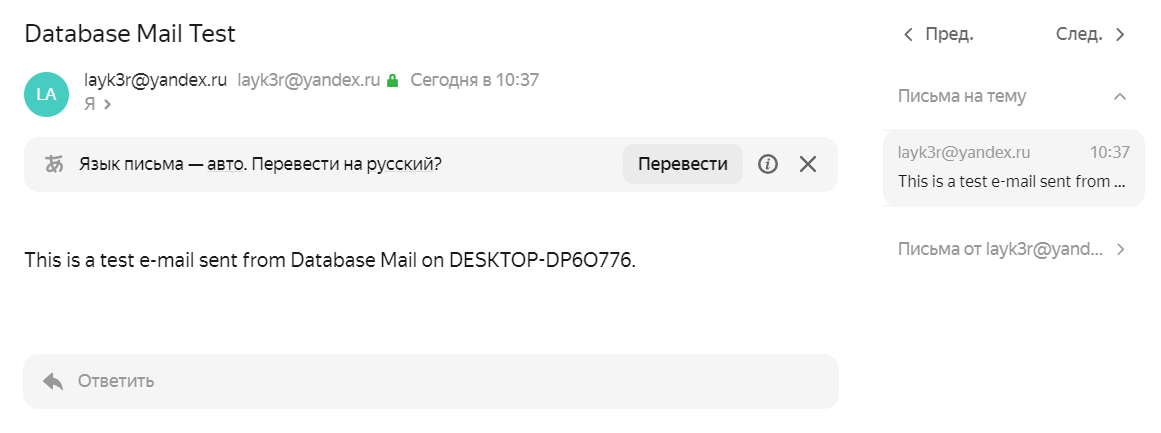 Database Mail Test
LA
layk3r@yandex.ru layk3r@yandex.ru Сегодня в 10:37
Я
あ Язык письма — авто. Перевести на русский? Перевести
This is a test e-mail sent from Database Mail on DESKTOP-DP6O776.
Ответить
Пред. След.
Письма на тему
layk3r@yandex.ru 10:37
This is a test e-mail sent from ...
Письма от layk3r@yand...